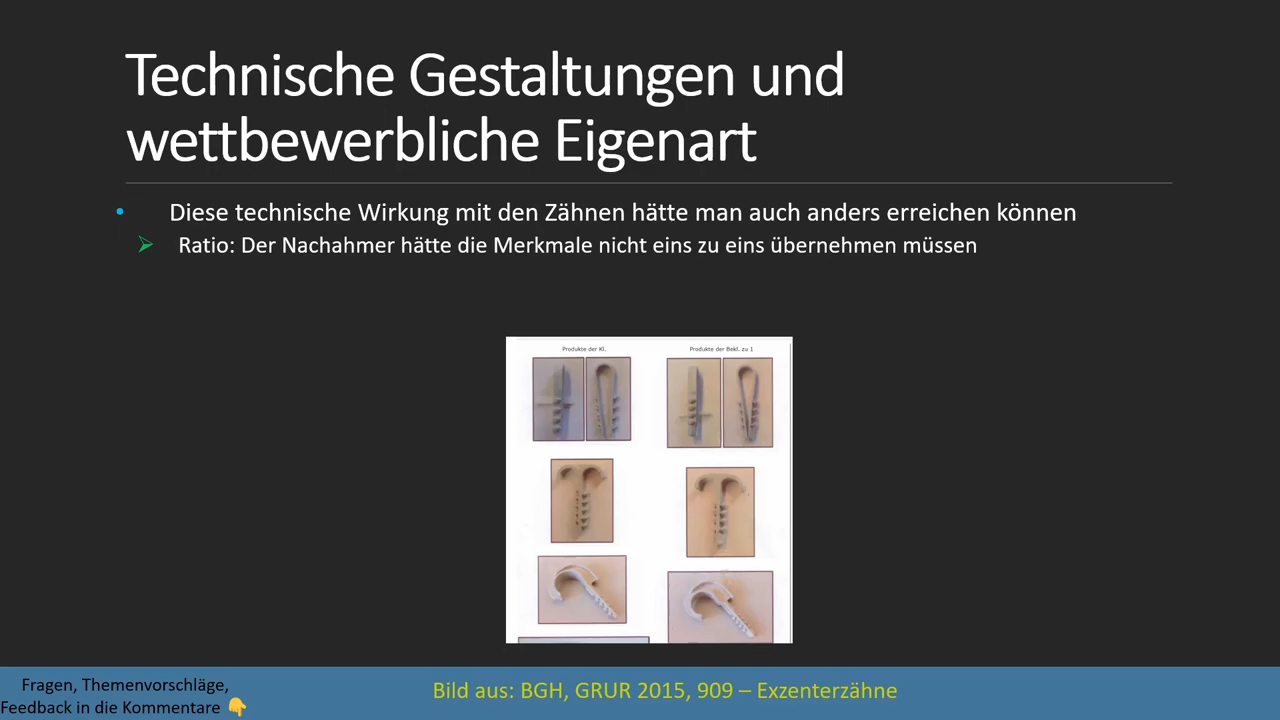 Technische Gestaltungen und
wettbewerbliche Eigenart
Diese technische Wirkung mit den Zähnen hätte man auch anders erreichen können
Ratio: Der Nachahmer hätte die Merkmale nicht eins zu eins übernehmen müssen
Produkte der Kl.
Produkte der Bekl. zu 1
Fragen, Themenvorschläge,
Feedback in die Kommentare 👇
Bild aus: BGH, GRUR 2015, 909 – Exzenterzähne